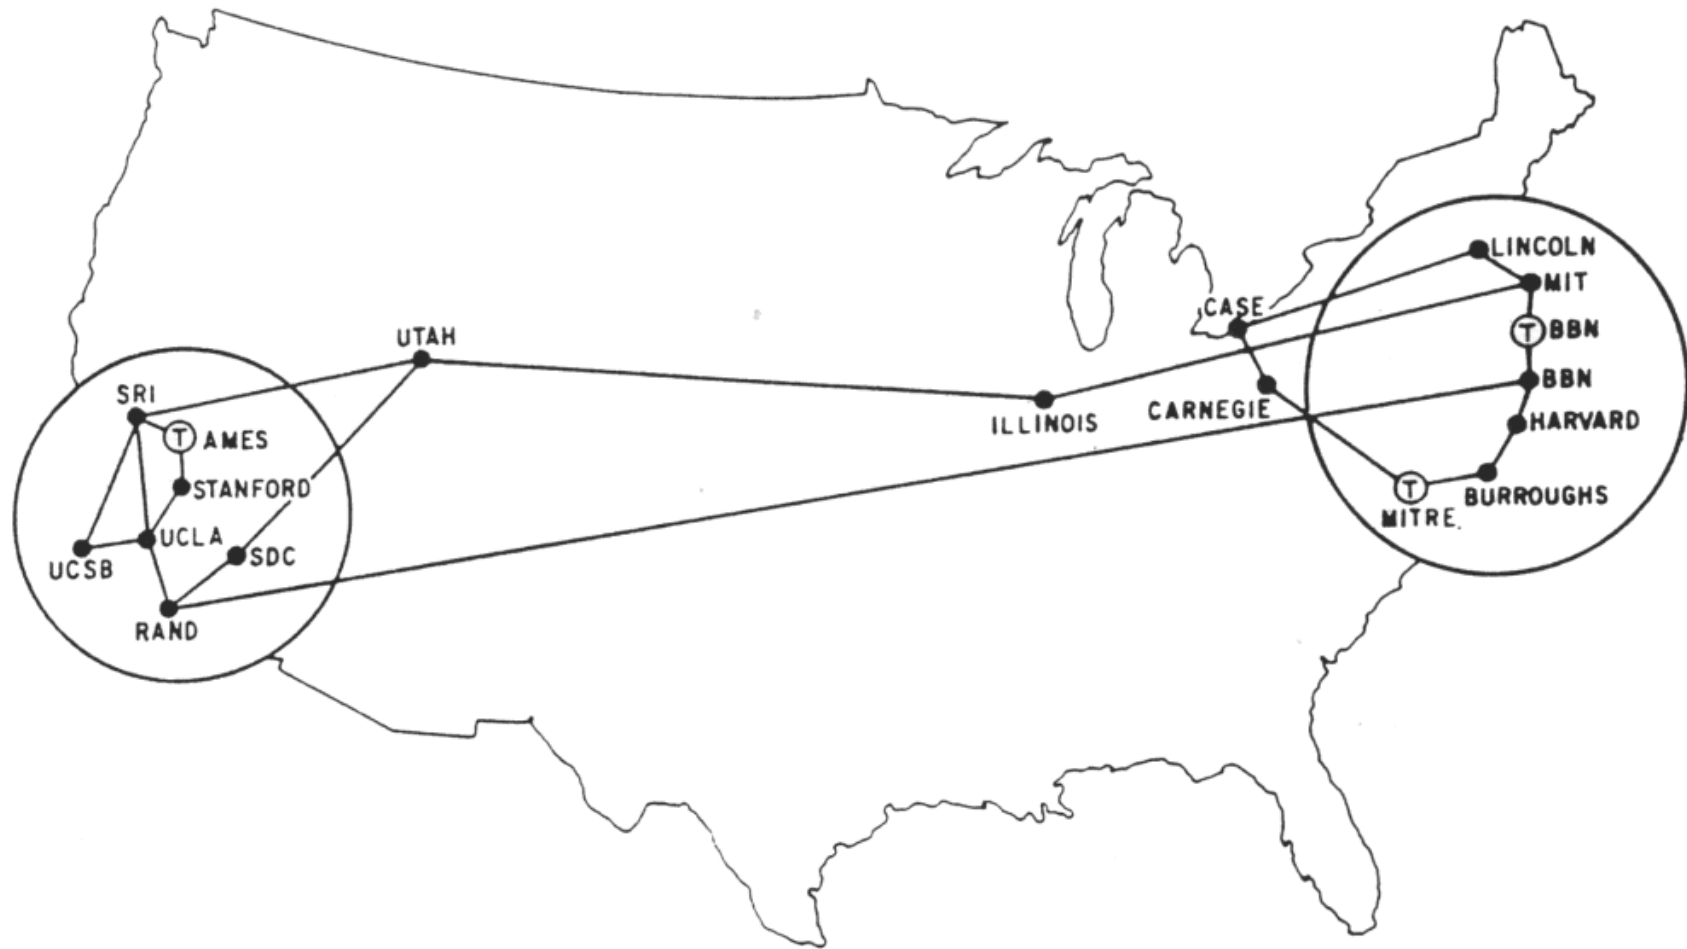 LINCOLN
MIT
CASE
T BBN
UTAH
BBN
SRI
CARNEGIE
ILLINOIS
HARVARD
T AMES
STANFORD
T
BURROUGHS
MITRE.
UCLA
SDC
UCSB
RAND